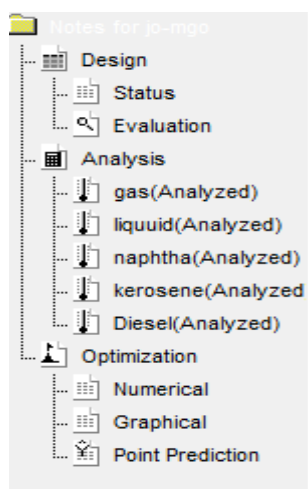 Notes for jo-mgo
Design
Status
Evaluation
Analysis
gas(Analyzed)
liquuid(Analyzed)
naphtha(Analyzed)
kerosene(Analyzed
Diesel(Analyzed)
Optimization
Numerical
Graphical
Point Prediction